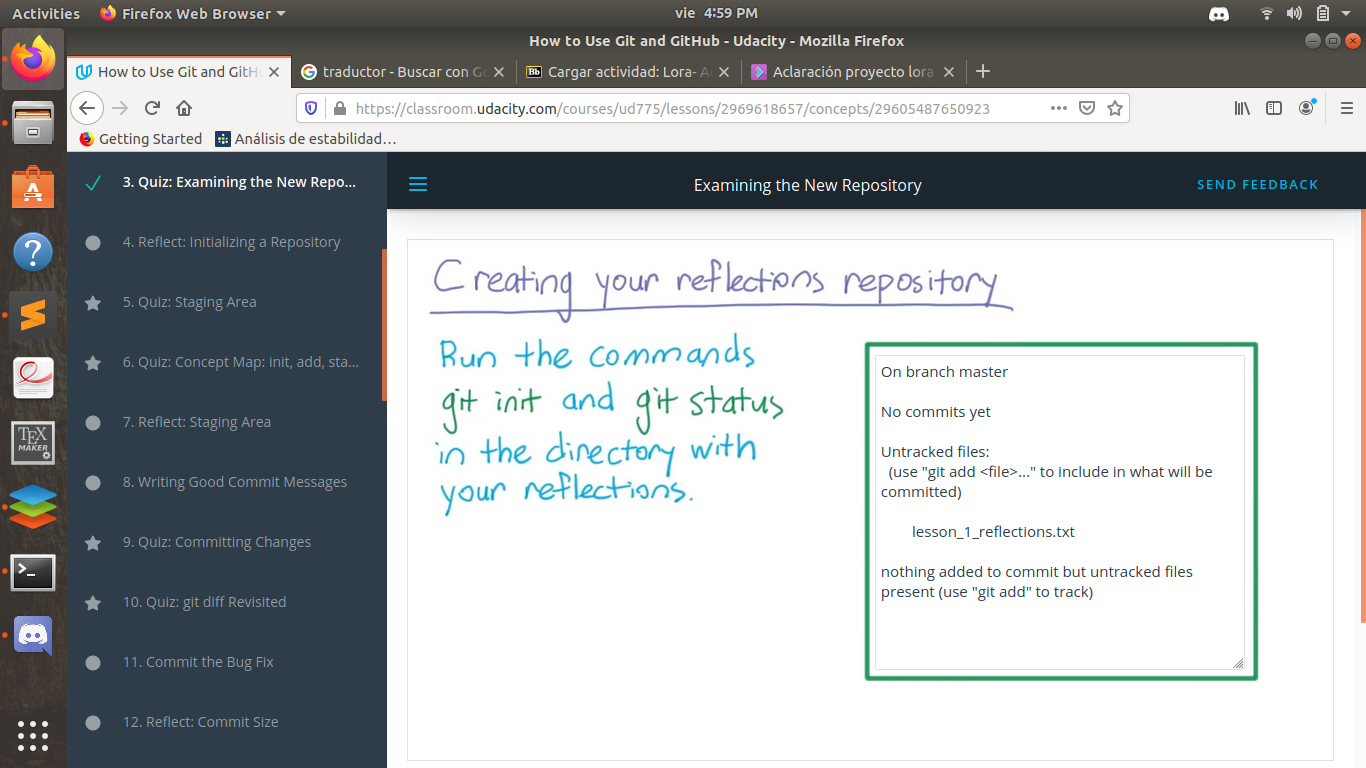 Activities
Firefox Web Browser
vie 4:59 PM
How to Use Git and GitHub - Udacity - Mozilla Firefox
How to Use Git and GitH
traductor - Buscar con G
Bb
Cargar actividad: Lora- A
Aclaración proyecto lora
https://classroom.udacity.com/courses/ud775/lessons/2969618657/concepts/29605487650923
Getting Started
Análisis de estabilidad…
3. Quiz: Examining the New Repo...
4. Reflect: Initializing a Repository
5. Quiz: Staging Area
6. Quiz: Concept Map: init, add, sta...
7. Reflect: Staging Area
8. Writing Good Commit Messages
9. Quiz: Committing Changes
10. Quiz: git diff Revisited
11. Commit the Bug Fix
12. Reflect: Commit Size
Examining the New Repository
SEND FEEDBACK
Creating your reflections repository
Run the commands
git init and git status
in the directory with
your reflections.
On branch master
No commits yet
Untracked files:
(use "git add <file>..." to include in what will be
committed)
lesson_1_reflections.txt
nothing added to commit but untracked files
present (use "git add" to track)
TEX
MAKER